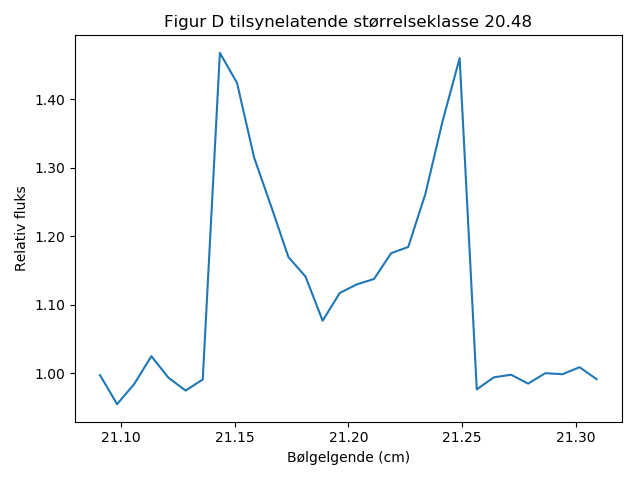 Figur D tilsynelatende størrelseklasse 20.48
Relativ fluks
1.40
1.30
1.20
1.10
1.00
21.10 21.15 21.20 21.25 21.30
Bølgelgende (cm)